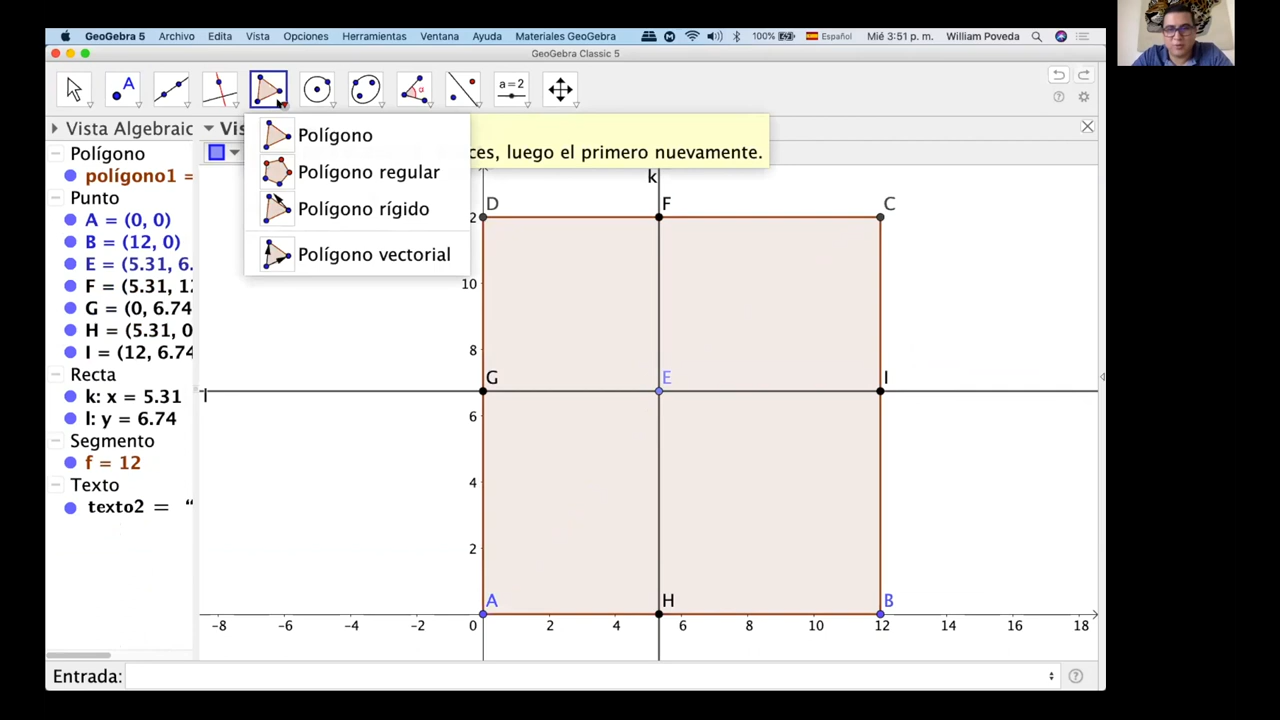 GeoGebra 5 Archivo Edita Vista Opciones Herramientas Ventana Ayuda Materiales GeoGebra 100% Español Mié 3:51 p. m. William Poveda
GeoGebra Classic 5
A α a = 2
Vista Algebraic Vis
Polígono
Polígono regular
Polígono rígido
Polígono vectorial
ces, luego el primero nuevamente.
Polígono
polígono1 =
Punto
A = (0, 0)
B = (12, 0)
E = (5.31, 6.
F = (5.31, 12
G = (0, 6.74
H = (5.31, 0
I = (12, 6.74
Recta
k: x = 5.31
l: y = 6.74
Segmento
f = 12
Texto
texto2 = “
k
D F C
2
10
8
G E I
l
6
4
2
A H B
-8 -6 -4 -2 0 2 4 6 8 10 12 14 16 18
Entrada: